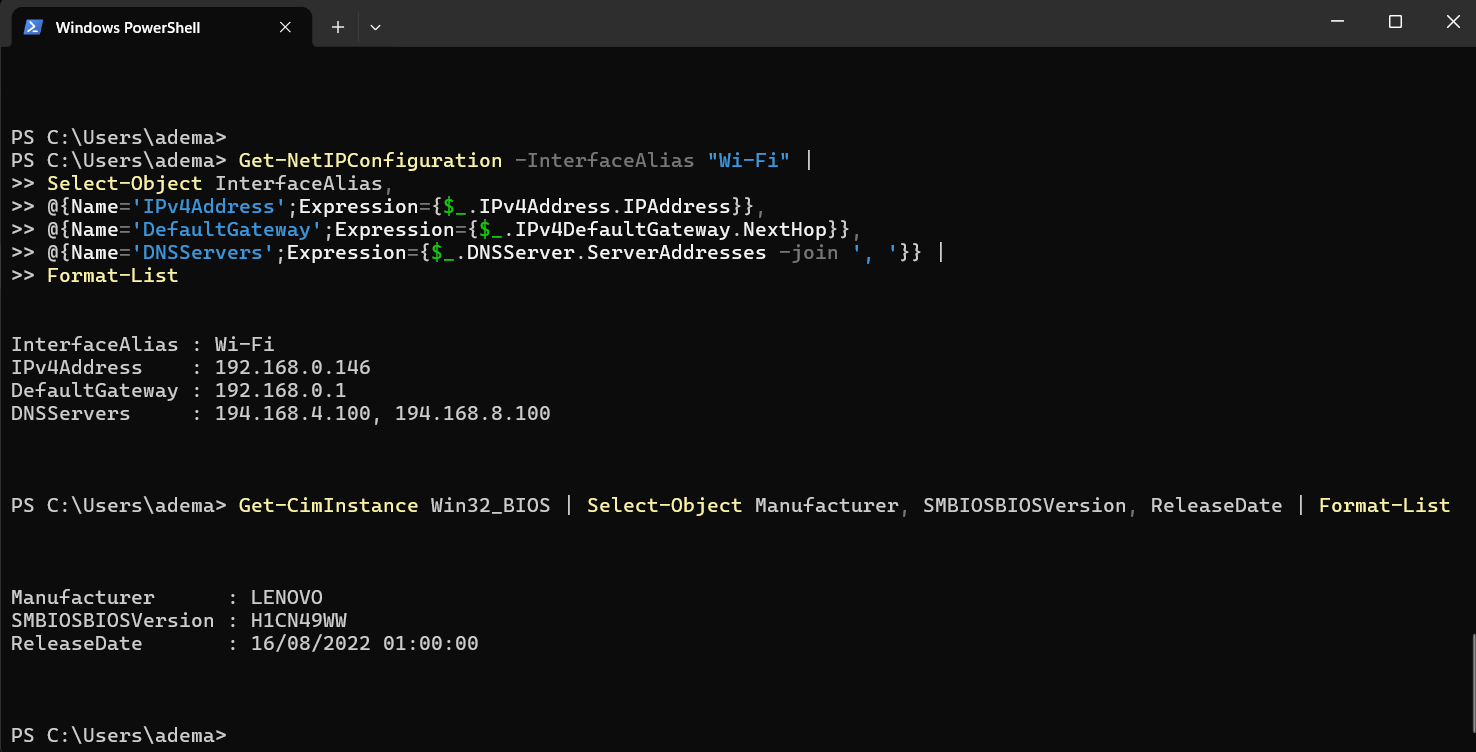 Windows PowerShell
PS C:\Users\adema>
PS C:\Users\adema> Get-NetIPConfiguration -InterfaceAlias "Wi-Fi" |
>> Select-Object InterfaceAlias,
>> @{Name='IPv4Address';Expression={$_.IPv4Address.IPAddress}},
>> @{Name='DefaultGateway';Expression={$_.IPv4DefaultGateway.NextHop}},
>> @{Name='DNSServers';Expression={$_.DNSServer.ServerAddresses -join ', '}} |
>> Format-List
InterfaceAlias : Wi-Fi
IPv4Address    : 192.168.0.146
DefaultGateway : 192.168.0.1
DNSServers     : 194.168.4.100, 194.168.8.100
PS C:\Users\adema> Get-CimInstance Win32_BIOS | Select-Object Manufacturer, SMBIOSBIOSVersion, ReleaseDate | Format-List
Manufacturer      : LENOVO
SMBIOSBIOSVersion : H1CN49WW
ReleaseDate       : 16/08/2022 01:00:00
PS C:\Users\adema>